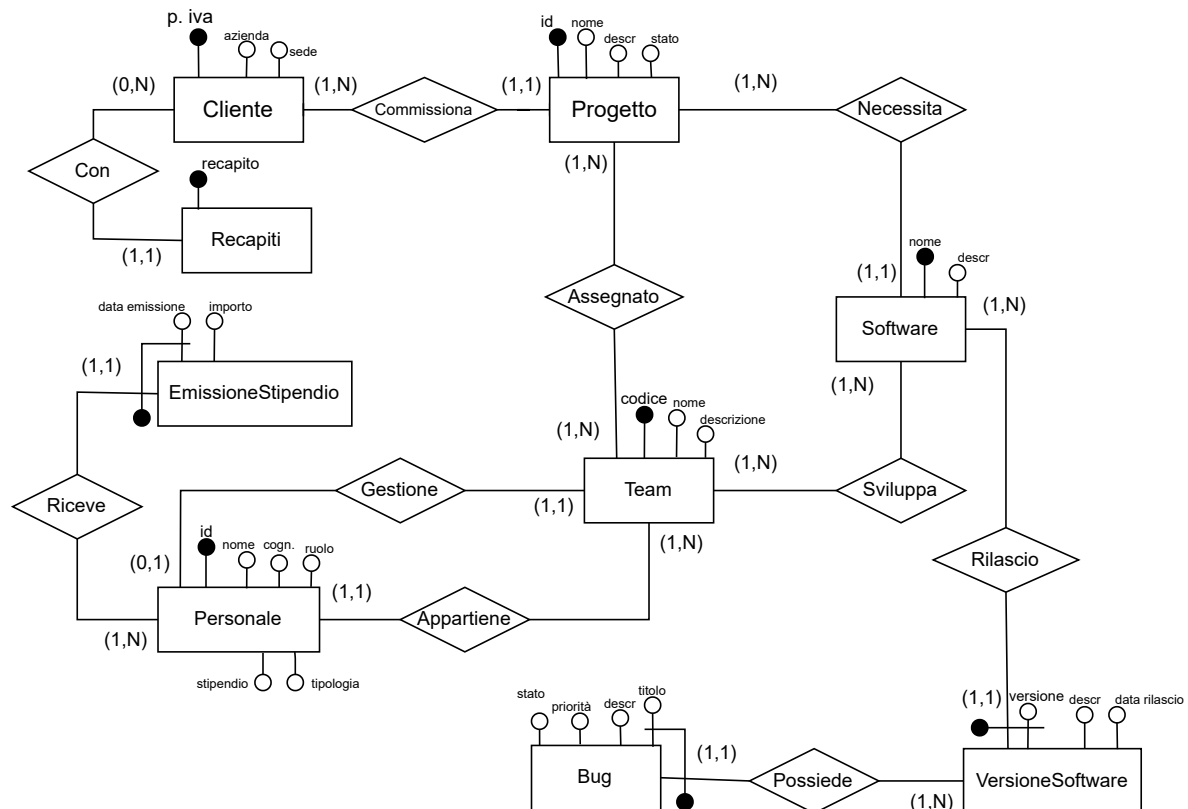 p. iva
azienda
sede
(0,N)
Cliente
(1,N)
Commissiona
(1,1)
id
nome
descr
stato
Progetto
(1,N)
Necessita
(1,N)
Con
recapito
Recapiti
(1,1)
Assegnato
nome
descr
(1,1)
Software
(1,N)
(1,N)
data emissione
importo
(1,1)
EmissioneStipendio
codice
nome
descrizione
(1,N)
Team
(1,N)
Sviluppa
Gestione
(1,1)
(1,N)
Riceve
id
nome
cogn.
ruolo
(0,1)
(1,1)
Personale
Appartiene
(1,N)
stipendio
tipologia
Rilascio
stato
priorità
descr
titolo
(1,1)
Bug
Possiede
(1,1)
versione
descr
data rilascio
VersioneSoftware
(1,N)